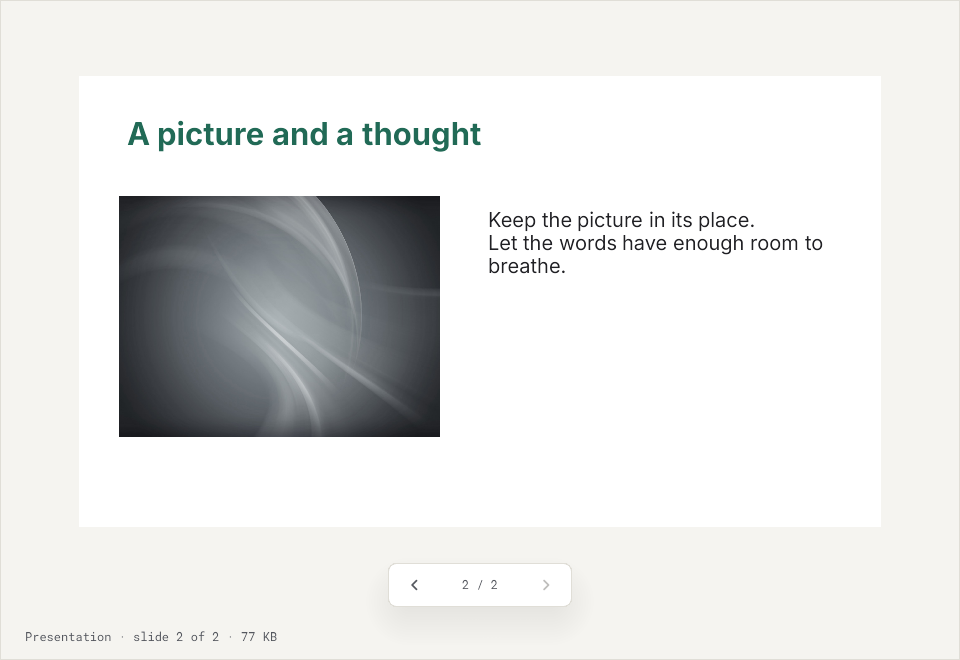 A picture and a thought
Keep the picture in its place.
Let the words have enough room to
breathe.
2 / 2
Presentation · slide 2 of 2 · 77 KB